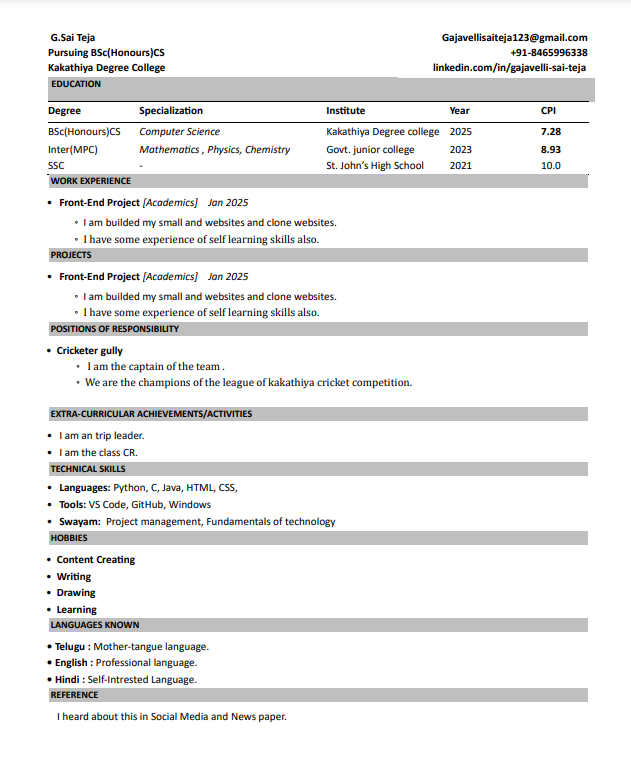 G.Sai Teja Gajavellisaiteja123@gmail.com
Pursuing BSc(Honours)CS +91-8465996338
Kakathiya Degree College linkedin.com/in/gajavelli-sai-teja
EDUCATION
Degree Specialization Institute Year CPI
BSc(Honours)CS Computer Science Kakathiya Degree college 2025 7.28
Inter(MPC) Mathematics , Physics, Chemistry Govt. junior college 2023 8.93
SSC - St. John's High School 2021 10.0
WORK EXPERIENCE
• Front-End Project [Academics] Jan 2025
◦ I am builded my small and websites and clone websites.
◦ I have some experience of self learning skills also.
PROJECTS
• Front-End Project [Academics] Jan 2025
◦ I am builded my small and websites and clone websites.
◦ I have some experience of self learning skills also.
POSITIONS OF RESPONSIBILITY
• Cricketer gully
◦ I am the captain of the team .
◦ We are the champions of the league of kakathiya cricket competition.
EXTRA-CURRICULAR ACHIEVEMENTS/ACTIVITIES
• I am an trip leader.
• I am the class CR.
TECHNICAL SKILLS
• Languages: Python, C, Java, HTML, CSS,
• Tools: VS Code, GitHub, Windows
• Swayam: Project management, Fundamentals of technology
HOBBIES
• Content Creating
• Writing
• Drawing
• Learning
LANGUAGES KNOWN
• Telugu : Mother-tangue language.
• English : Professional language.
• Hindi : Self-Intrested Language.
REFERENCE
I heard about this in Social Media and News paper.